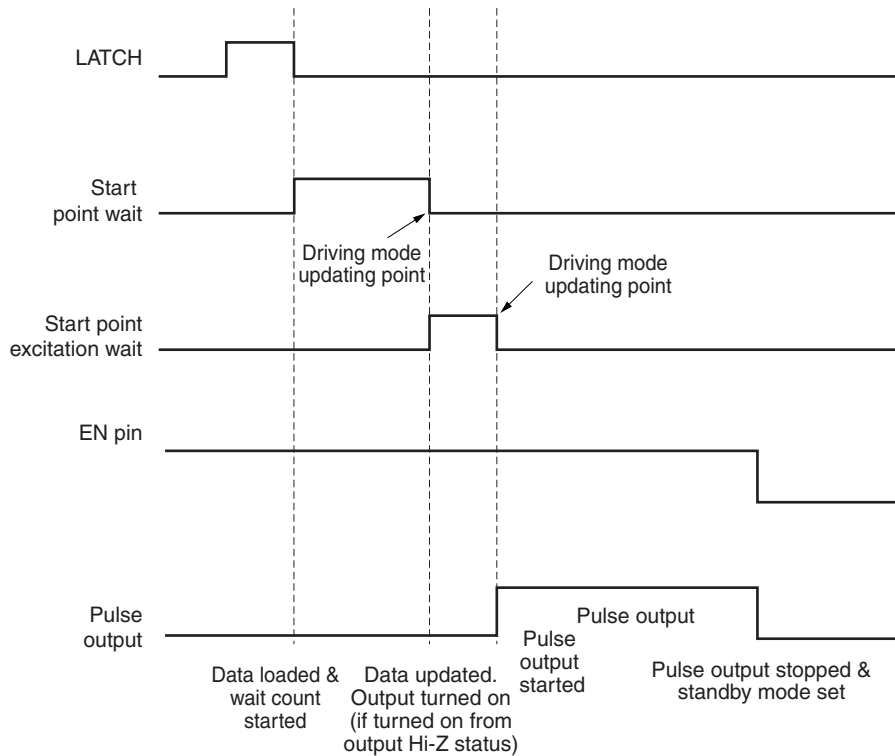 LATCH
Start
point wait
Driving mode
updating point
Driving mode
updating point
Start point
excitation wait
EN pin
Pulse
output
Pulse output
Pulse
output
started
Data loaded &
wait count
started
Data updated.
Output turned on
(if turned on from
output Hi-Z status)
Pulse output stopped &
standby mode set